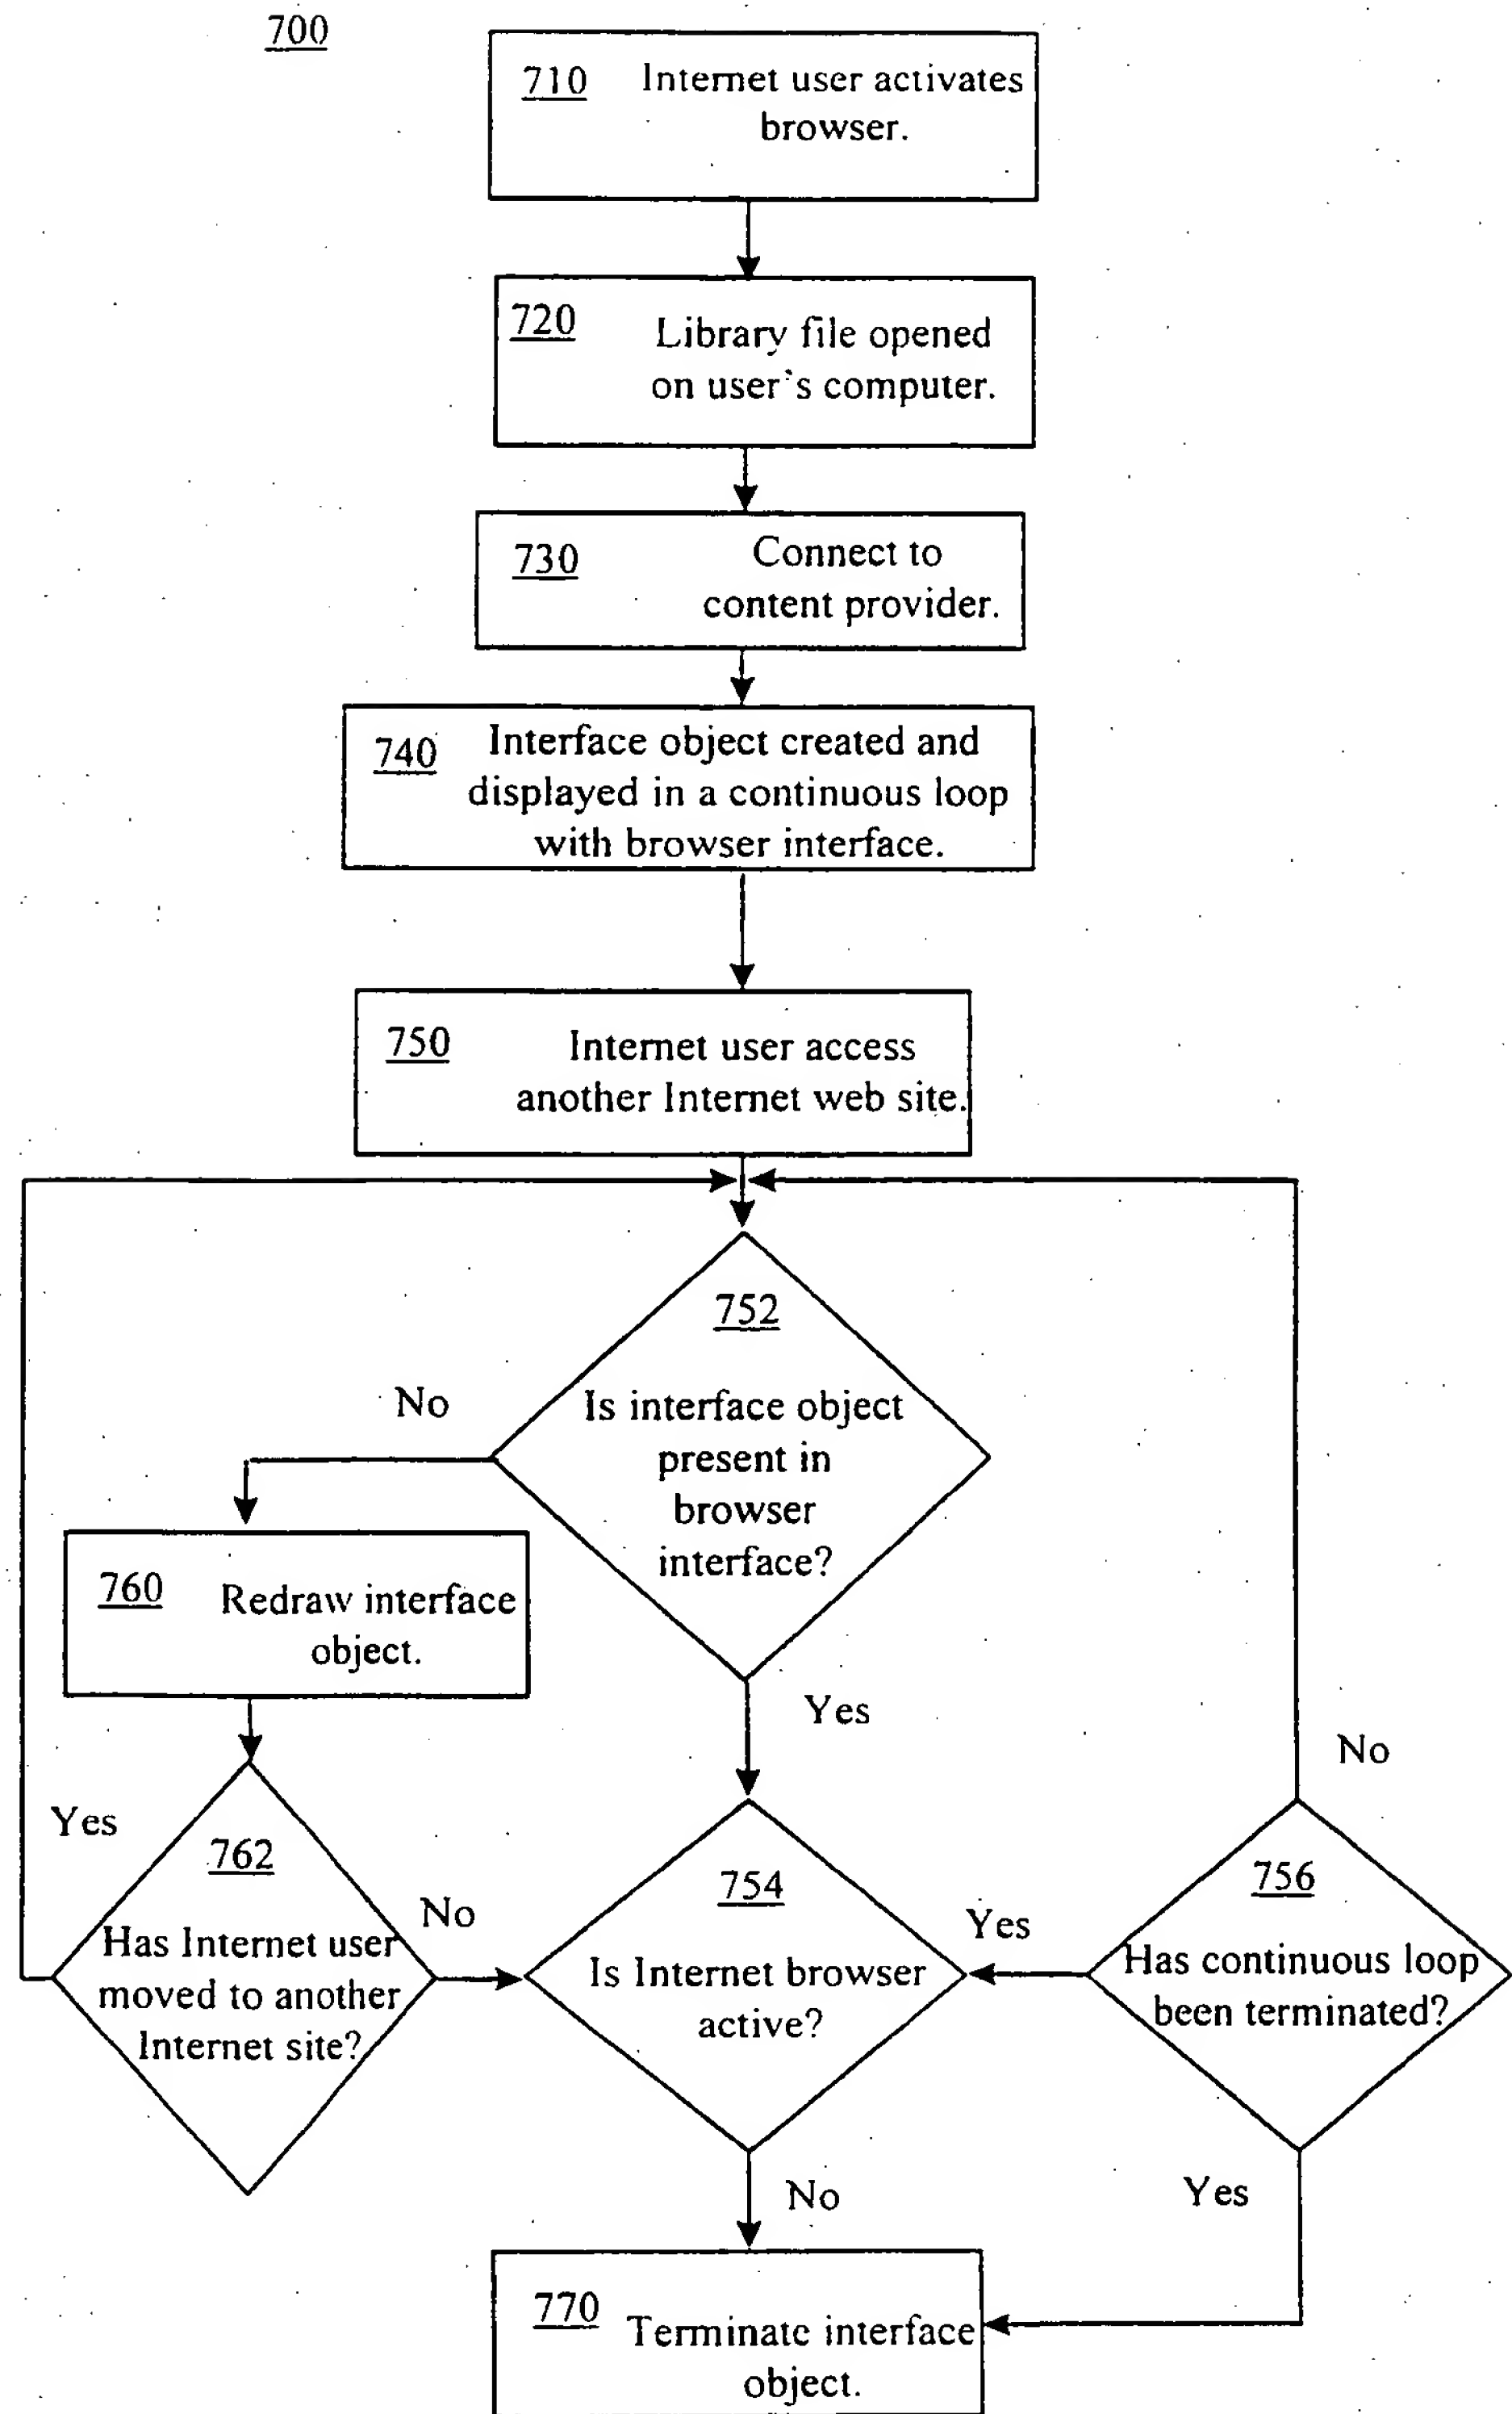 700
710 Internet user activates
browser.
720 Library file opened
on user's computer.
730 Connect to
content provider.
740 Interface object created and
displayed in a continuous loop
with browser interface.
750 Internet user access
another Internet web site.
752
No
Is interface object
present in
browser
interface?
760 Redraw interface
object.
Yes
No
Yes
762
No
Has Internet user
moved to another
Internet site?
754
Is Internet browser
active?
Yes
756
Has continuous loop
been terminated?
No
Yes
770 Terminate interface
object.